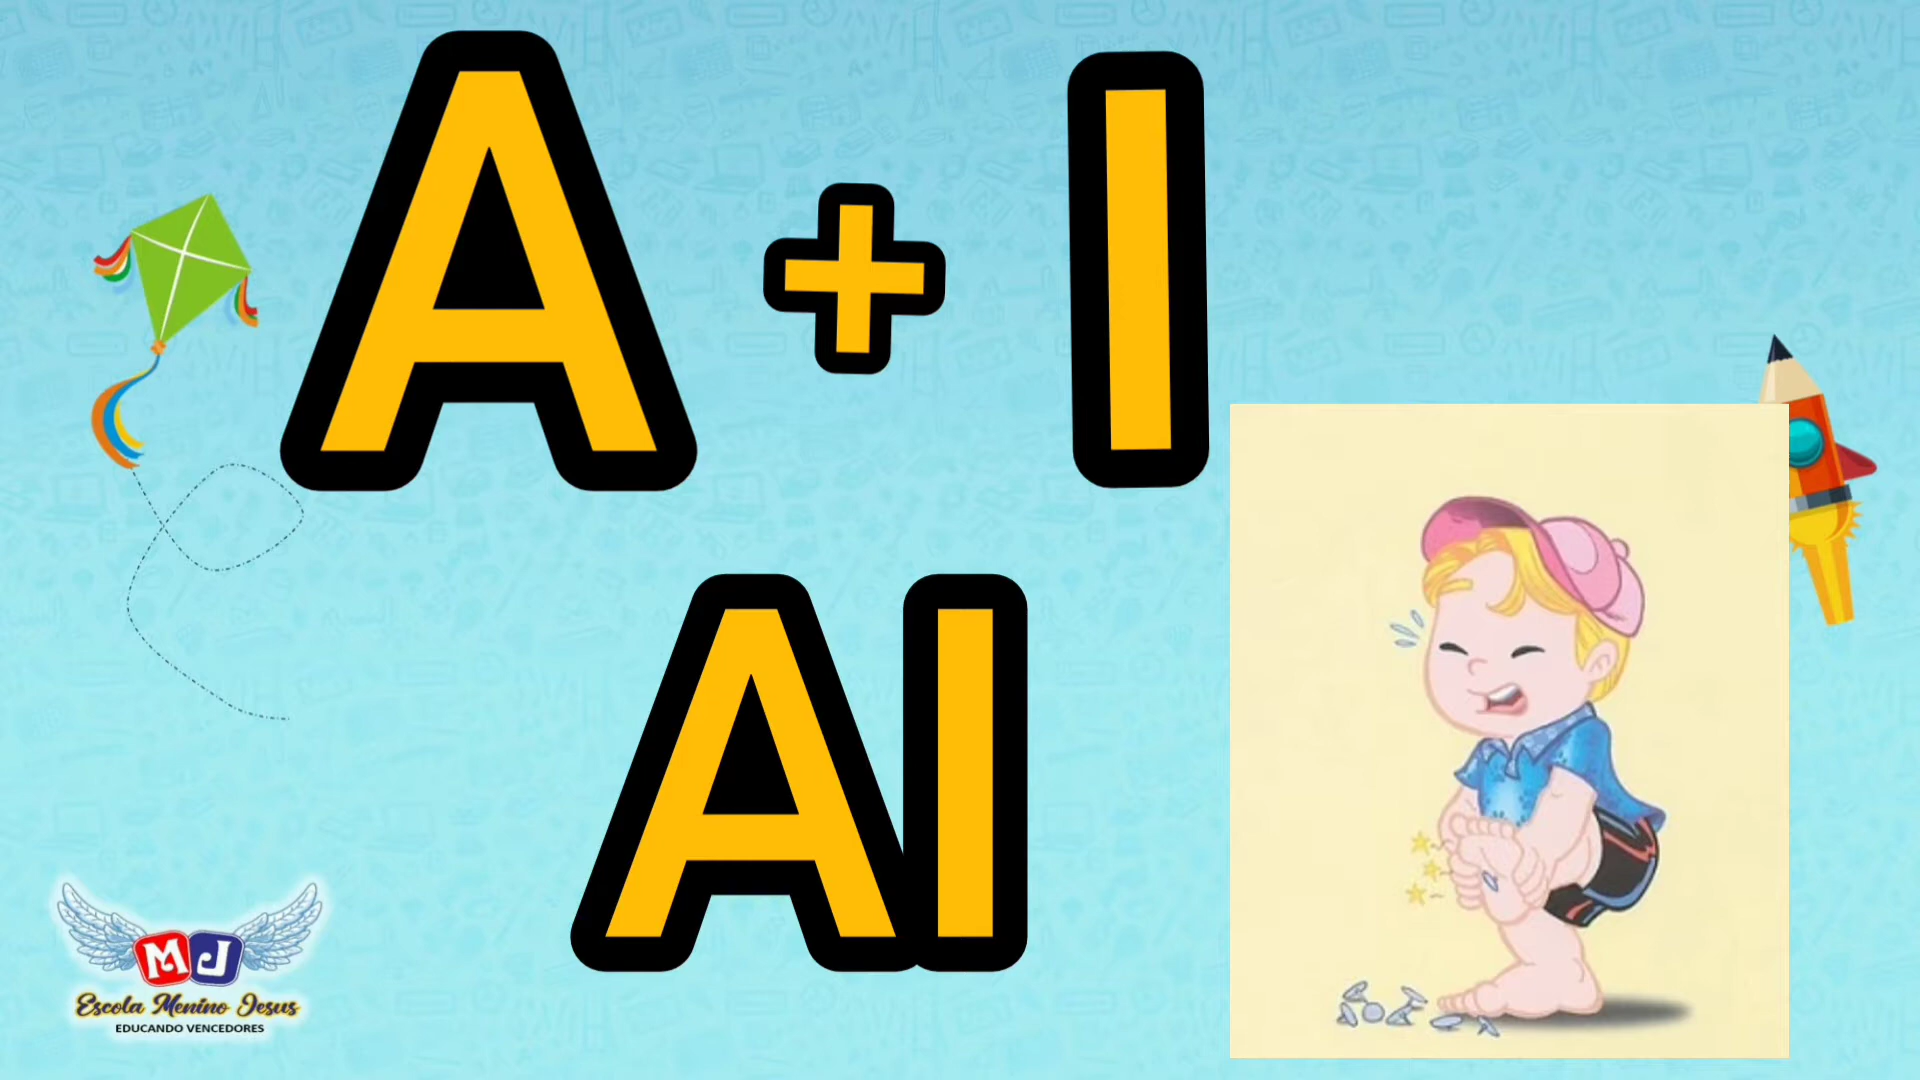 A + I
AI
MJ
Escola Menino Jesus
EDUCANDO VENCEDORES